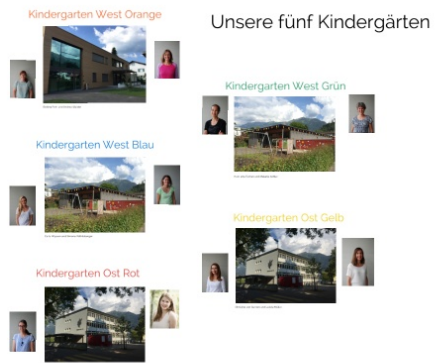 Kindergarten West Orange
Unsere fünf Kindergärten
Kindergarten West Grün
Kindergarten West Blau
Kindergarten Ost Gelb
Kindergarten Ost Rot